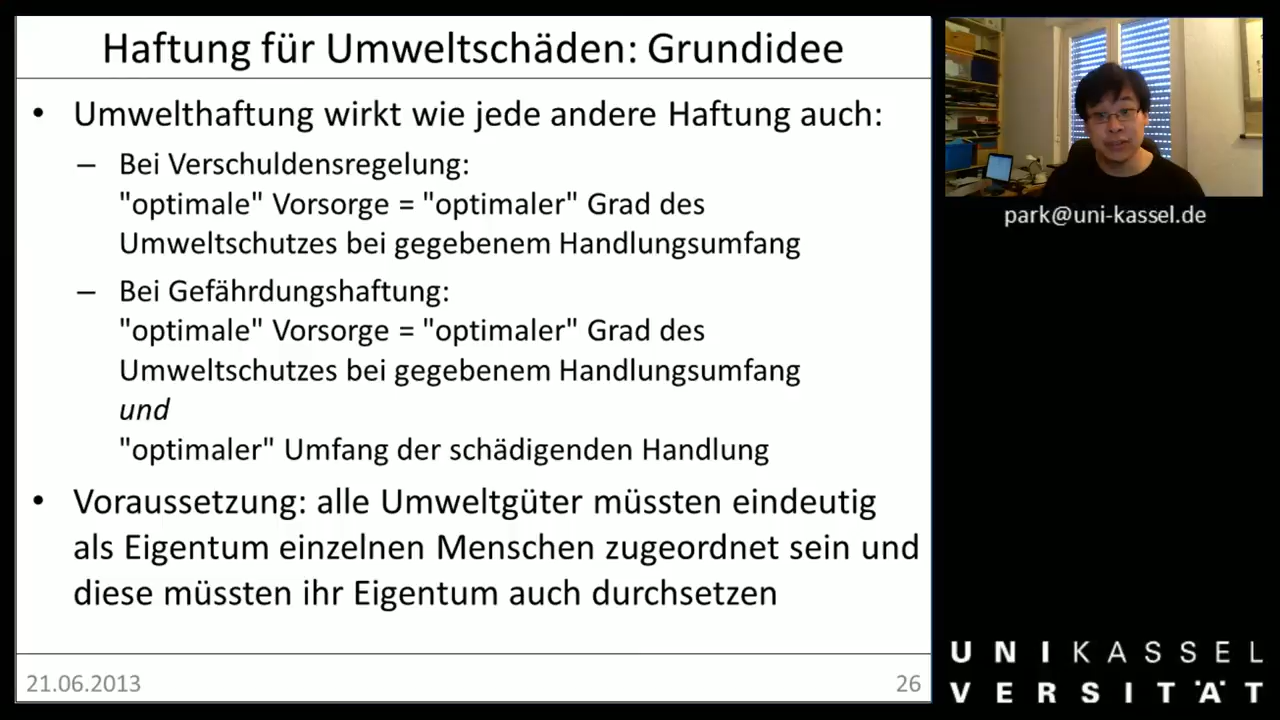 Haftung für Umweltschäden: Grundidee
• Umwelthaftung wirkt wie jede andere Haftung auch:
– Bei Verschuldensregelung:
"optimale" Vorsorge = "optimaler" Grad des
Umweltschutzes bei gegebenem Handlungsumfang
– Bei Gefährdungshaftung:
"optimale" Vorsorge = "optimaler" Grad des
Umweltschutzes bei gegebenem Handlungsumfang
und
"optimaler" Umfang der schädigenden Handlung
• Voraussetzung: alle Umweltgüter müssten eindeutig
als Eigentum einzelnen Menschen zugeordnet sein und
diese müssten ihr Eigentum auch durchsetzen
21.06.2013
26
park@uni-kassel.de
UNIKASSEL
VERSITÄT